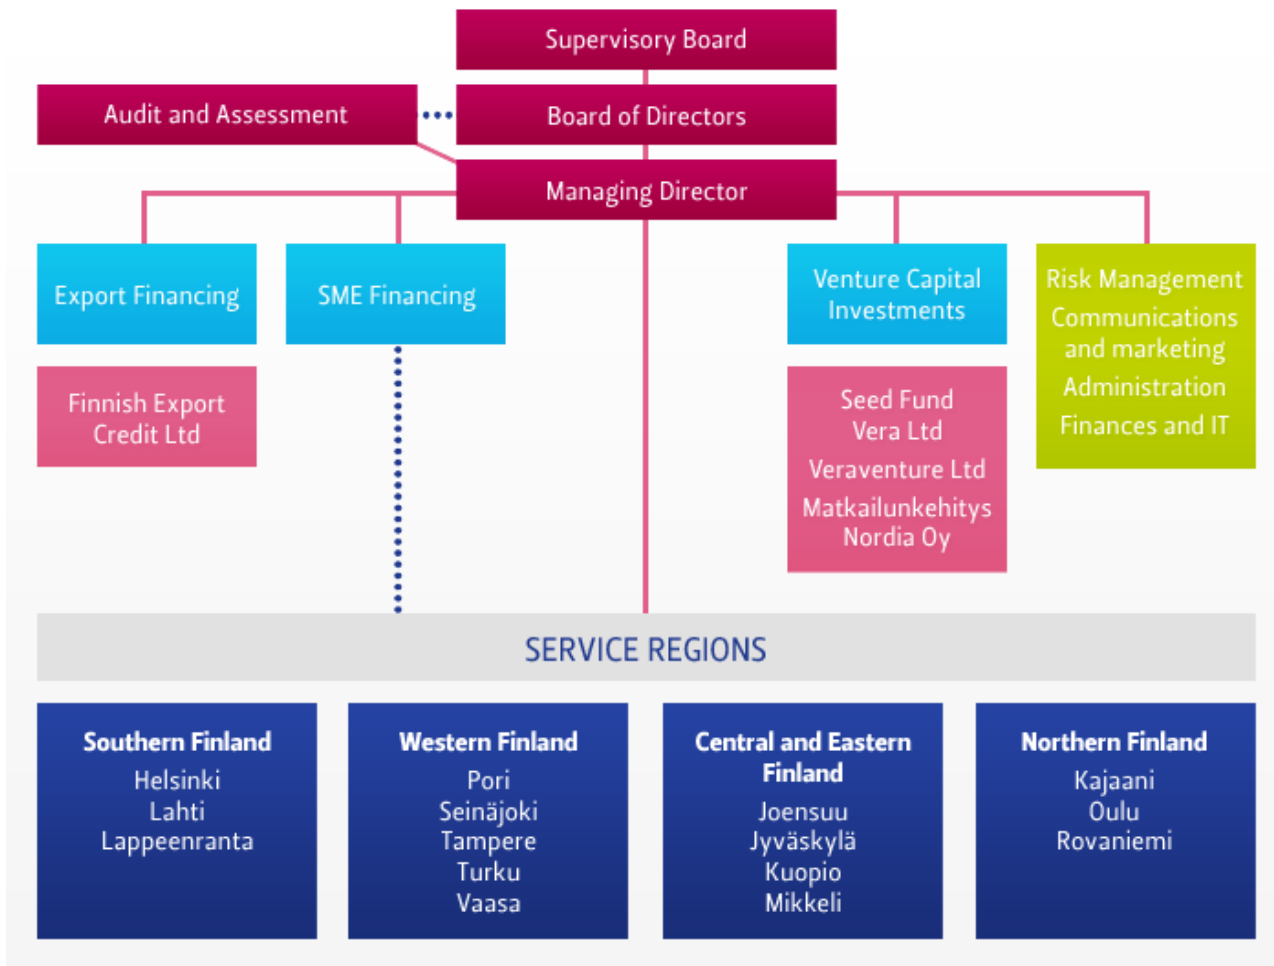 Supervisory Board
Audit and Assessment
Board of Directors
Managing Director
Export Financing
SME Financing
Venture Capital
Investments
Risk Management
Communications
and marketing
Administration
Finances and IT
Finnish Export
Credit Ltd
Seed Fund
Vera Ltd
Veraventure Ltd
Matkailunkehitys
Nordia Oy
SERVICE REGIONS
Southern Finland
Helsinki
Lahti
Lappeenranta
Western Finland
Pori
Seinäjoki
Tampere
Turku
Vaasa
Central and Eastern
Finland
Joensuu
Jyväskylä
Kuopio
Mikkeli
Northern Finland
Kajaani
Oulu
Rovaniemi